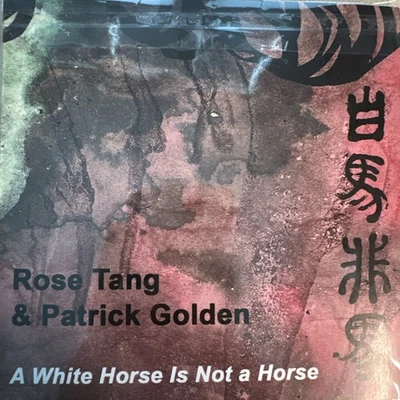 白馬非馬
Rose Tang
& Patrick Golden
A White Horse Is Not a Horse